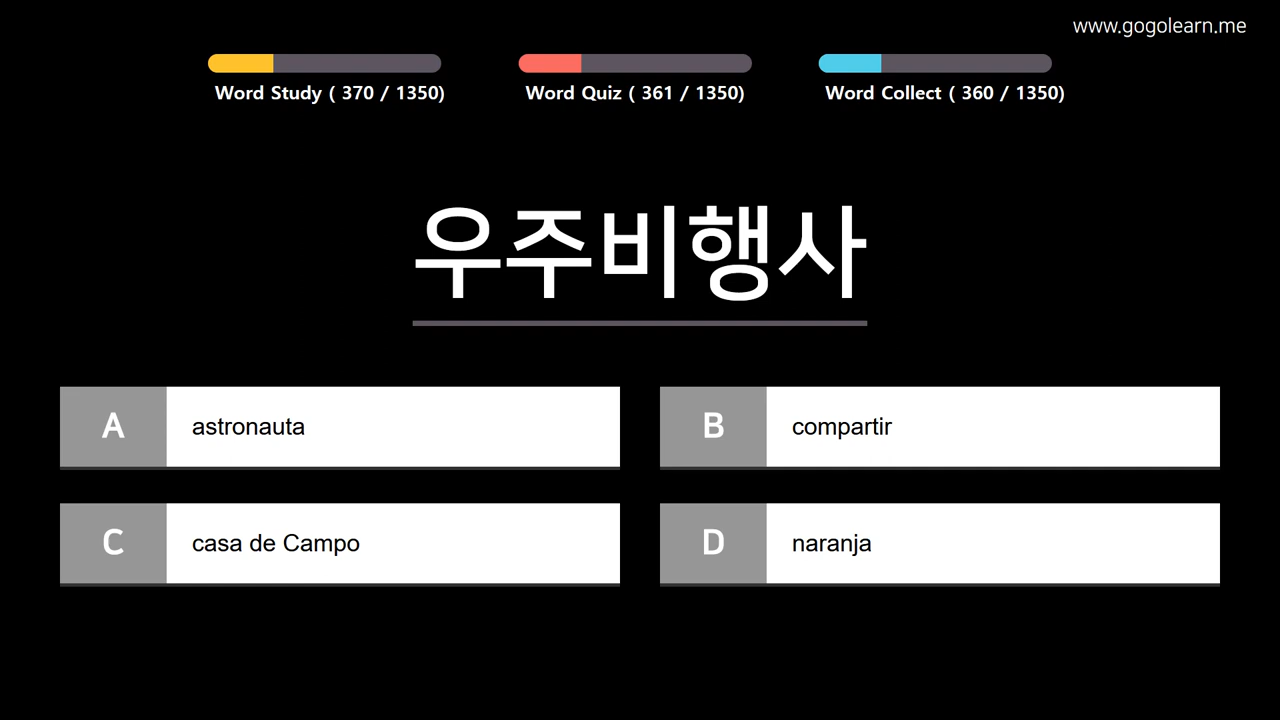 www.gogolearn.me
Word Study ( 370 / 1350)
Word Quiz ( 361 / 1350)
Word Collect ( 360 / 1350)
우주비행사
A astronauta
B compartir
C casa de Campo
D naranja